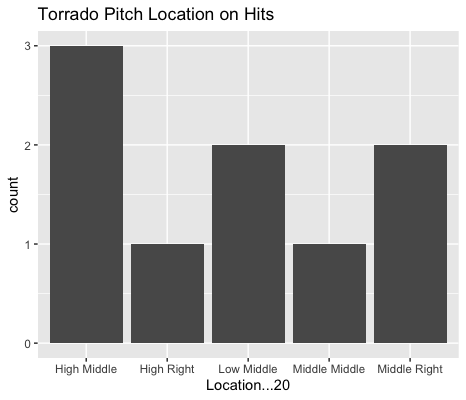 Torrado Pitch Location on Hits
3
2
1
0
count
High Middle High Right Low Middle Middle Middle Middle Right
Location...20